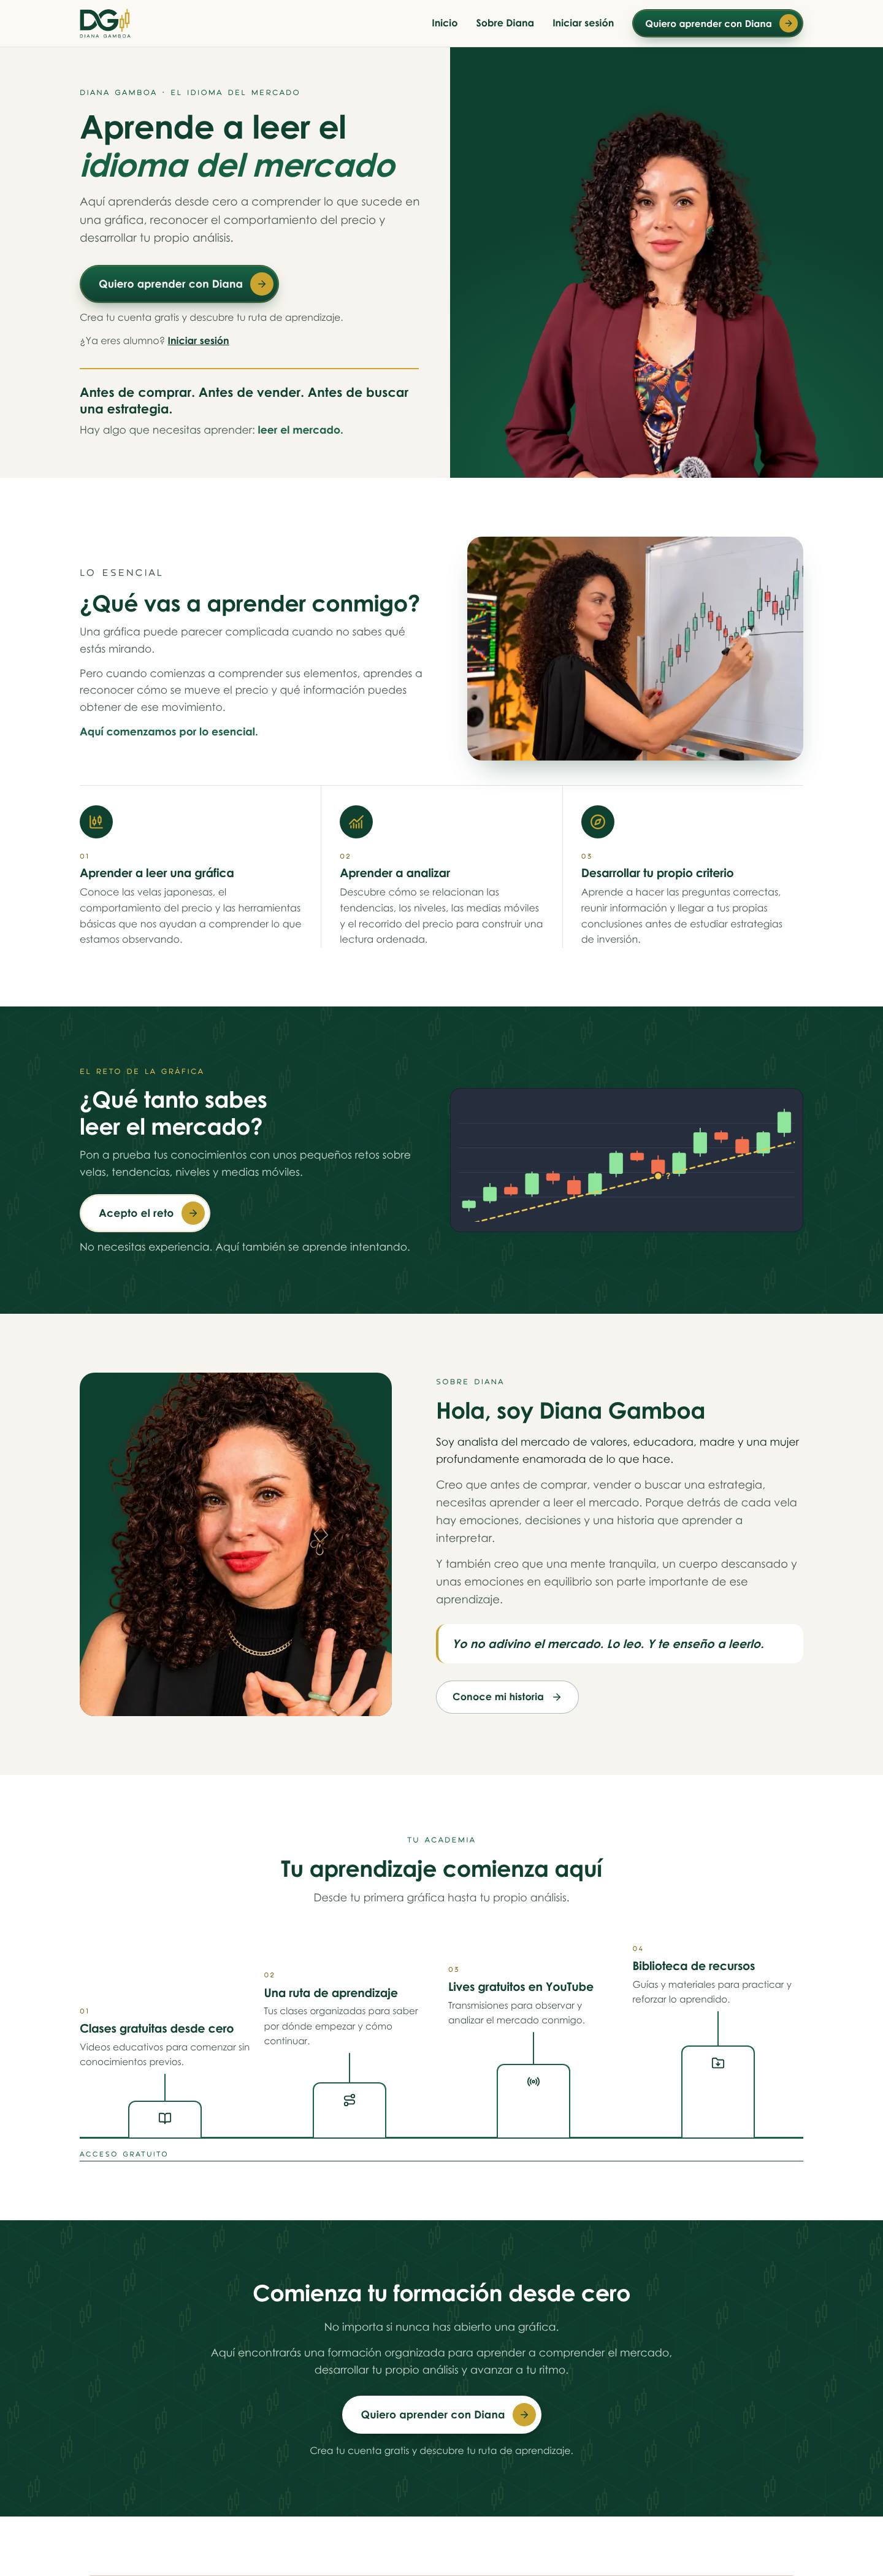 DG
DIANA GAMBOA
Inicio
Sobre Diana
Iniciar sesión
Quiero aprender con Diana
DIANA GAMBOA · EL IDIOMA DEL MERCADO
Aprende a leer el
idioma del mercado
Aquí aprenderás desde cero a comprender lo que sucede en
una gráfica, reconocer el comportamiento del precio y
desarrollar tu propio análisis.
Quiero aprender con Diana
Crea tu cuenta gratis y descubre tu ruta de aprendizaje.
¿Ya eres alumno? Iniciar sesión
Antes de comprar. Antes de vender. Antes de buscar
una estrategia.
Hay algo que necesitas aprender: leer el mercado.
LO ESENCIAL
¿Qué vas a aprender conmigo?
Una gráfica puede parecer complicada cuando no sabes qué
estás mirando.
Pero cuando comienzas a comprender sus elementos, aprendes a
reconocer cómo se mueve el precio y qué información puedes
obtener de ese movimiento.
Aquí comenzamos por lo esencial.
01
Aprender a leer una gráfica
Conoce las velas japonesas, el
comportamiento del precio y las herramientas
básicas que nos ayudan a comprender lo que
estamos observando.
02
Aprender a analizar
Descubre cómo se relacionan las
tendencias, los niveles, las medias móviles
y el recorrido del precio para construir una
lectura ordenada.
03
Desarrollar tu propio criterio
Aprende a hacer las preguntas correctas,
reunir información y llegar a tus propias
conclusiones antes de estudiar estrategias
de inversión.
EL RETO DE LA GRÁFICA
¿Qué tanto sabes
leer el mercado?
Pon a prueba tus conocimientos con unos pequeños retos sobre
velas, tendencias, niveles y medias móviles.
Acepto el reto
No necesitas experiencia. Aquí también se aprende intentando.
?
SOBRE DIANA
Hola, soy Diana Gamboa
Soy analista del mercado de valores, educadora, madre y una mujer
profundamente enamorada de lo que hace.
Creo que antes de comprar, vender o buscar una estrategia,
necesitas aprender a leer el mercado. Porque detrás de cada vela
hay emociones, decisiones y una historia que aprender a
interpretar.
Y también creo que una mente tranquila, un cuerpo descansado y
unas emociones en equilibrio son parte importante de ese
aprendizaje.
Yo no adivino el mercado. Lo leo. Y te enseño a leerlo.
Conoce mi historia
TU ACADEMIA
Tu aprendizaje comienza aquí
Desde tu primera gráfica hasta tu propio análisis.
01
Clases gratuitas desde cero
Videos educativos para comenzar sin
conocimientos previos.
02
Una ruta de aprendizaje
Tus clases organizadas para saber
por dónde empezar y cómo
continuar.
03
Lives gratuitos en YouTube
Transmisiones para observar y
analizar el mercado conmigo.
04
Biblioteca de recursos
Guías y materiales para practicar y
reforzar lo aprendido.
ACCESO GRATUITO
Comienza tu formación desde cero
No importa si nunca has abierto una gráfica.
Aquí encontrarás una formación organizada para aprender a comprender el mercado,
desarrollar tu propio análisis y avanzar a tu ritmo.
Quiero aprender con Diana
Crea tu cuenta gratis y descubre tu ruta de aprendizaje.